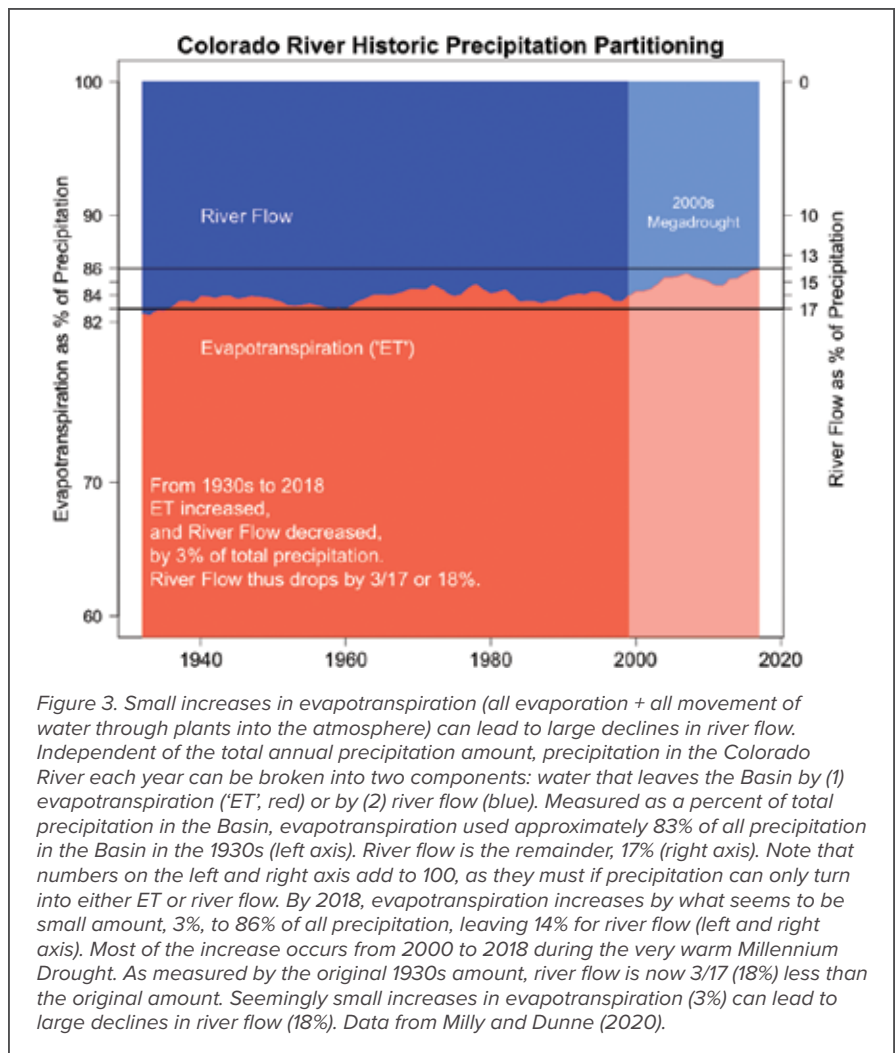 Colorado River Historic Precipitation Partitioning
100
90
86
84
82
70
60
Evapotranspiration as % of Precipitation
0
10
13
15
17
River Flow as % of Precipitation
River Flow
2000s
Megadrought
Evapotranspiration ('ET')
From 1930s to 2018
ET increased,
and River Flow decreased,
by 3% of total precipitation.
River Flow thus drops by 3/17 or 18%.
1940 1960 1980 2000 2020
Figure 3. Small increases in evapotranspiration (all evaporation + all movement of
water through plants into the atmosphere) can lead to large declines in river flow.
Independent of the total annual precipitation amount, precipitation in the Colorado
River each year can be broken into two components: water that leaves the Basin by (1)
evapotranspiration ('ET', red) or by (2) river flow (blue). Measured as a percent of total
precipitation in the Basin, evapotranspiration used approximately 83% of all precipitation
in the Basin in the 1930s (left axis). River flow is the remainder, 17% (right axis). Note that
numbers on the left and right axis add to 100, as they must if precipitation can only turn
into either ET or river flow. By 2018, evapotranspiration increases by what seems to be
small amount, 3%, to 86% of all precipitation, leaving 14% for river flow (left and right
axis). Most of the increase occurs from 2000 to 2018 during the very warm Millennium
Drought. As measured by the original 1930s amount, river flow is now 3/17 (18%) less than
the original amount. Seemingly small increases in evapotranspiration (3%) can lead to
large declines in river flow (18%). Data from Milly and Dunne (2020).